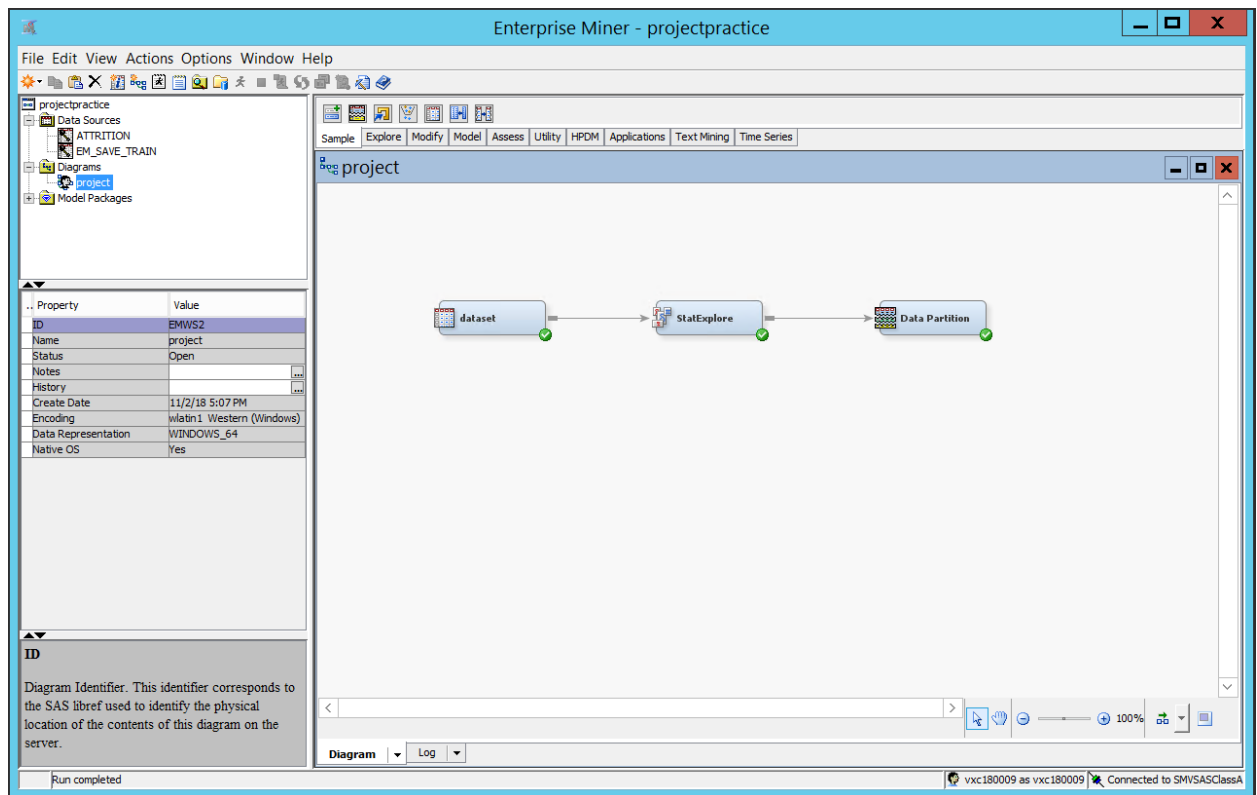 Enterprise Miner - projectpractice
File Edit View Actions Options Window Help
projectpractice
Data Sources
ATTRITION
EM_SAVE_TRAIN
Diagrams
project
Model Packages
Sample Explore Modify Model Assess Utility HPDM Applications Text Mining Time Series
project
dataset
StatExplore
Data Partition
.. Property Value
ID EMWS2
Name project
Status Open
Notes ...
History ...
Create Date 11/2/18 5:07 PM
Encoding wlatin1 Western (Windows)
Data Representation WINDOWS_64
Native OS Yes
ID
Diagram Identifier. This identifier corresponds to
the SAS libref used to identify the physical
location of the contents of this diagram on the
server.
100%
Diagram Log
Run completed
vxc180009 as vxc180009 Connected to SMVSASClassA